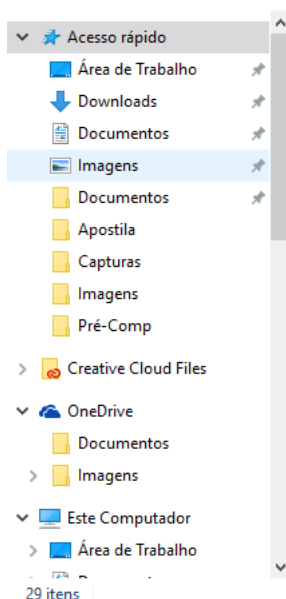 Acesso rápido
Área de Trabalho
Downloads
Documentos
Imagens
Documentos
Apostila
Capturas
Imagens
Pré-Comp
Creative Cloud Files
OneDrive
Documentos
Imagens
Este Computador
Área de Trabalho
29 itens